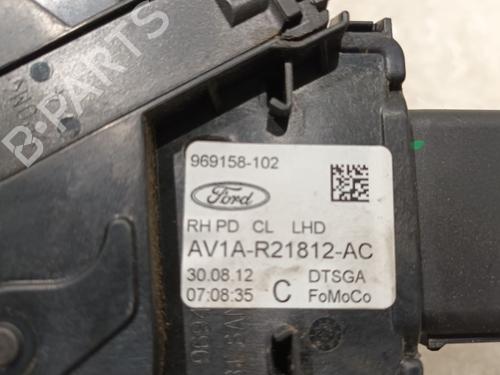 B-PARTS
969158-102
Ford
RH PD CL LHD
AV1A-R21812-AC
30.08.12 DTSGA
07:08:35 C FoMoCo